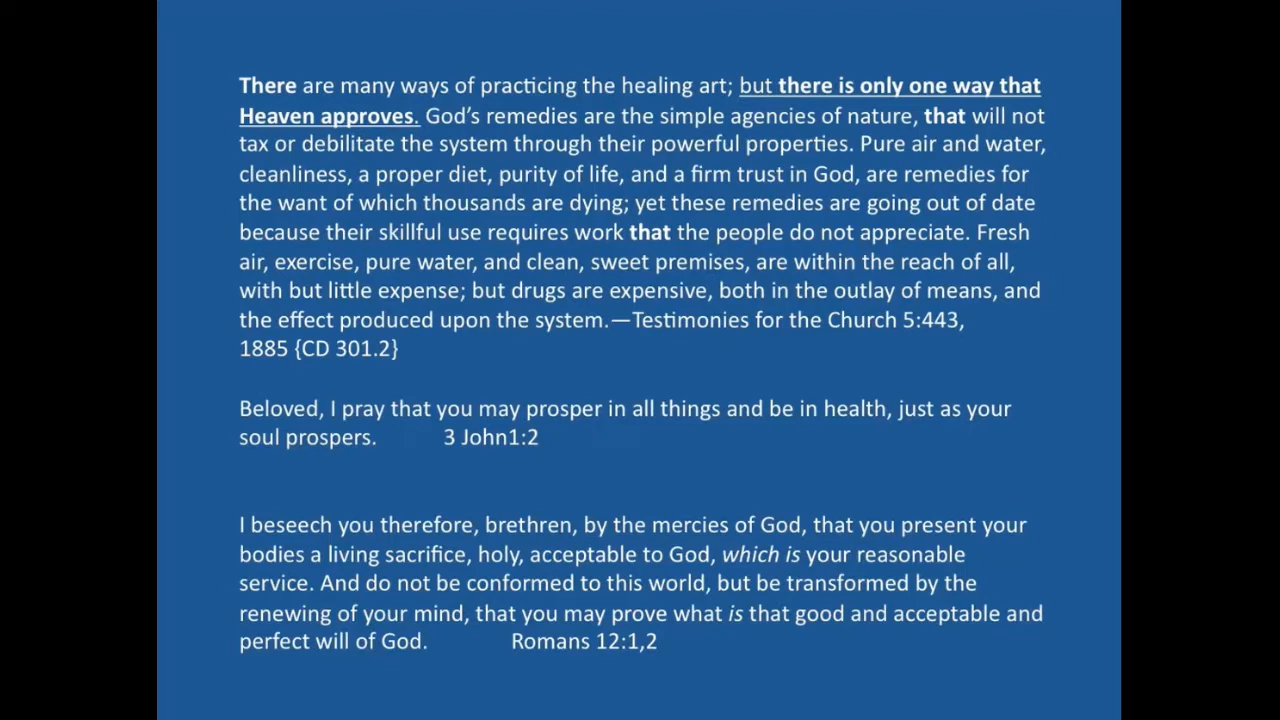 There are many ways of practicing the healing art; but there is only one way that
Heaven approves. God’s remedies are the simple agencies of nature, that will not
tax or debilitate the system through their powerful properties. Pure air and water,
cleanliness, a proper diet, purity of life, and a firm trust in God, are remedies for
the want of which thousands are dying; yet these remedies are going out of date
because their skillful use requires work that the people do not appreciate. Fresh
air, exercise, pure water, and clean, sweet premises, are within the reach of all,
with but little expense; but drugs are expensive, both in the outlay of means, and
the effect produced upon the system.—Testimonies for the Church 5:443,
1885 {CD 301.2}
Beloved, I pray that you may prosper in all things and be in health, just as your
soul prospers. 3 John1:2
I beseech you therefore, brethren, by the mercies of God, that you present your
bodies a living sacrifice, holy, acceptable to God, which is your reasonable
service. And do not be conformed to this world, but be transformed by the
renewing of your mind, that you may prove what is that good and acceptable and
perfect will of God. Romans 12:1,2